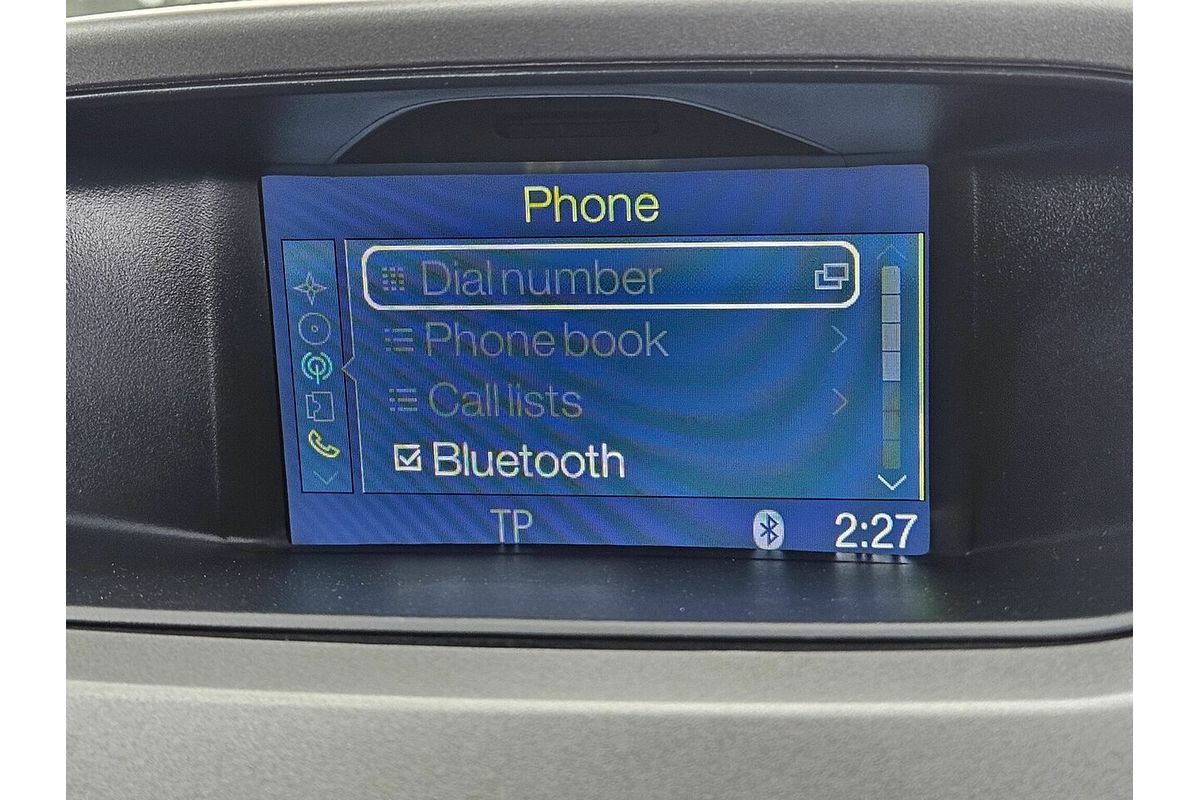 Phone
Dial number
Phone book
Call lists
Bluetooth
TP 2:27